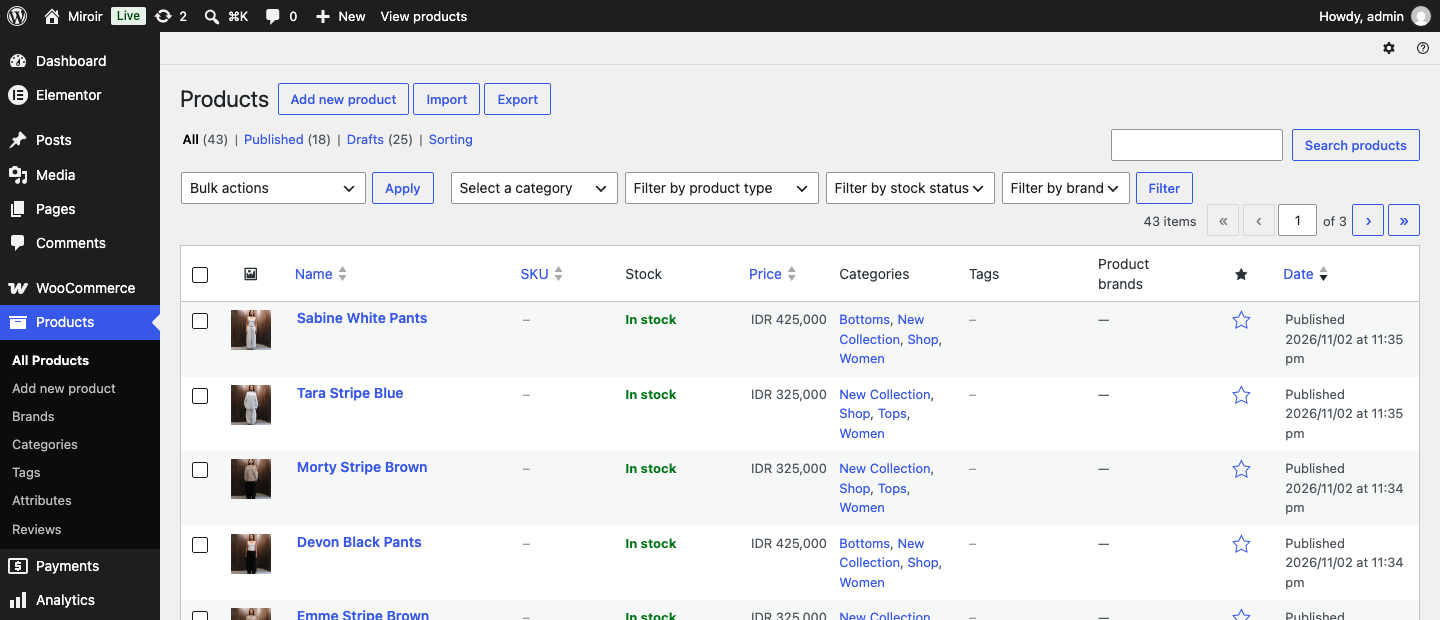 Miroir Live 2 ⌘K 0 New View products Howdy, admin
Dashboard
Elementor
Posts
Media
Pages
Comments
WooCommerce
Products
All Products
Add new product
Brands
Categories
Tags
Attributes
Reviews
Payments
Analytics
Products Add new product Import Export
All (43) | Published (18) | Drafts (25) | Sorting
Search products
Bulk actions Apply Select a category Filter by product type Filter by stock status Filter by brand Filter
43 items « ‹ 1 of 3 › »
Name SKU Stock Price Categories Tags Product brands Date
Sabine White Pants – In stock IDR 425,000 Bottoms, New – — Published
Collection, Shop, 2026/11/02 at 11:35
Women pm
Tara Stripe Blue – In stock IDR 325,000 New Collection, – — Published
Shop, Tops, 2026/11/02 at 11:35
Women pm
Morty Stripe Brown – In stock IDR 325,000 New Collection, – — Published
Shop, Tops, 2026/11/02 at 11:34
Women pm
Devon Black Pants – In stock IDR 425,000 Bottoms, New – — Published
Collection, Shop, 2026/11/02 at 11:34
Women pm
Emme Stripe Brown – In stock IDR 325,000 New Collection, – — Published